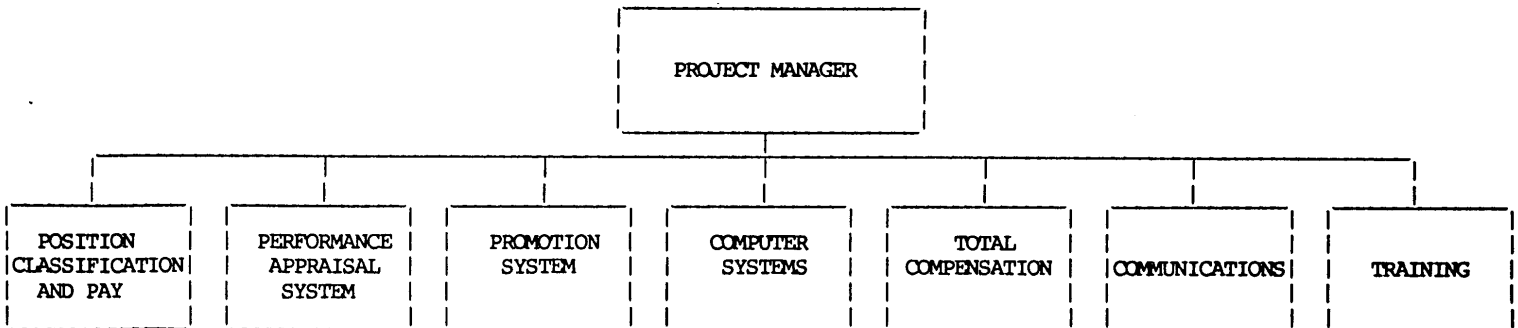 PROJECT MANAGER
POSITION
CLASSIFICATION
AND PAY
PERFORMANCE
APPRAISAL
SYSTEM
PROMOTION
SYSTEM
COMPUTER
SYSTEMS
TOTAL
COMPENSATION
COMMUNICATIONS
TRAINING